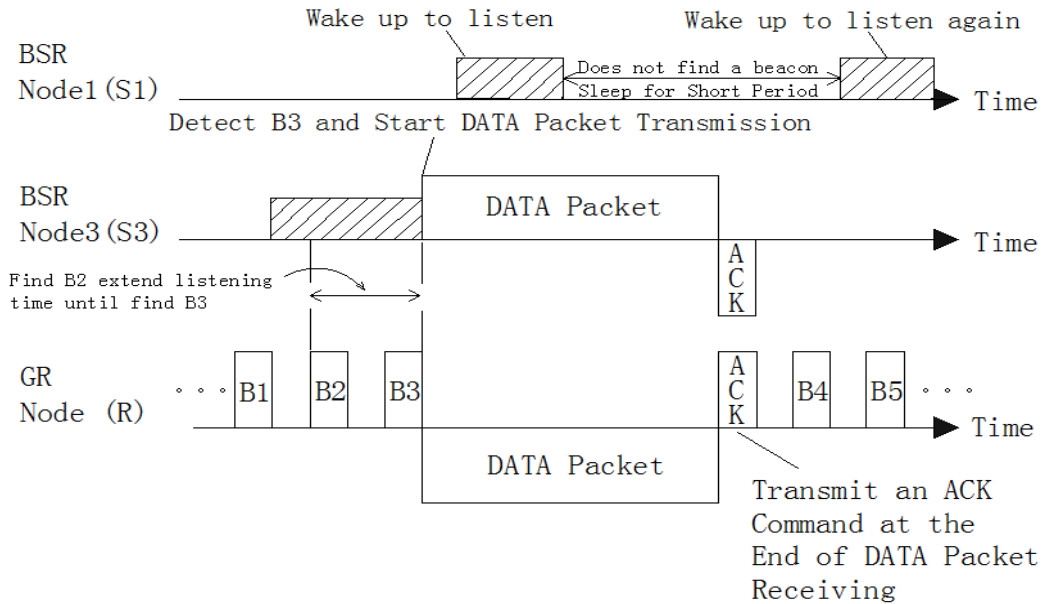 Wake up to listen
Wake up to listen again
BSR
Node1(S1)
Does not find a beacon
Sleep for Short Period
Time
Detect B3 and Start DATA Packet Transmission
BSR
Node3(S3)
DATA Packet
Time
A
C
K
Find B2 extend listening
time until find B3
GR
Node (R)
B1
B2
B3
A
C
K
B4
B5
Time
DATA Packet
Transmit an ACK
Command at the
End of DATA Packet
Receiving